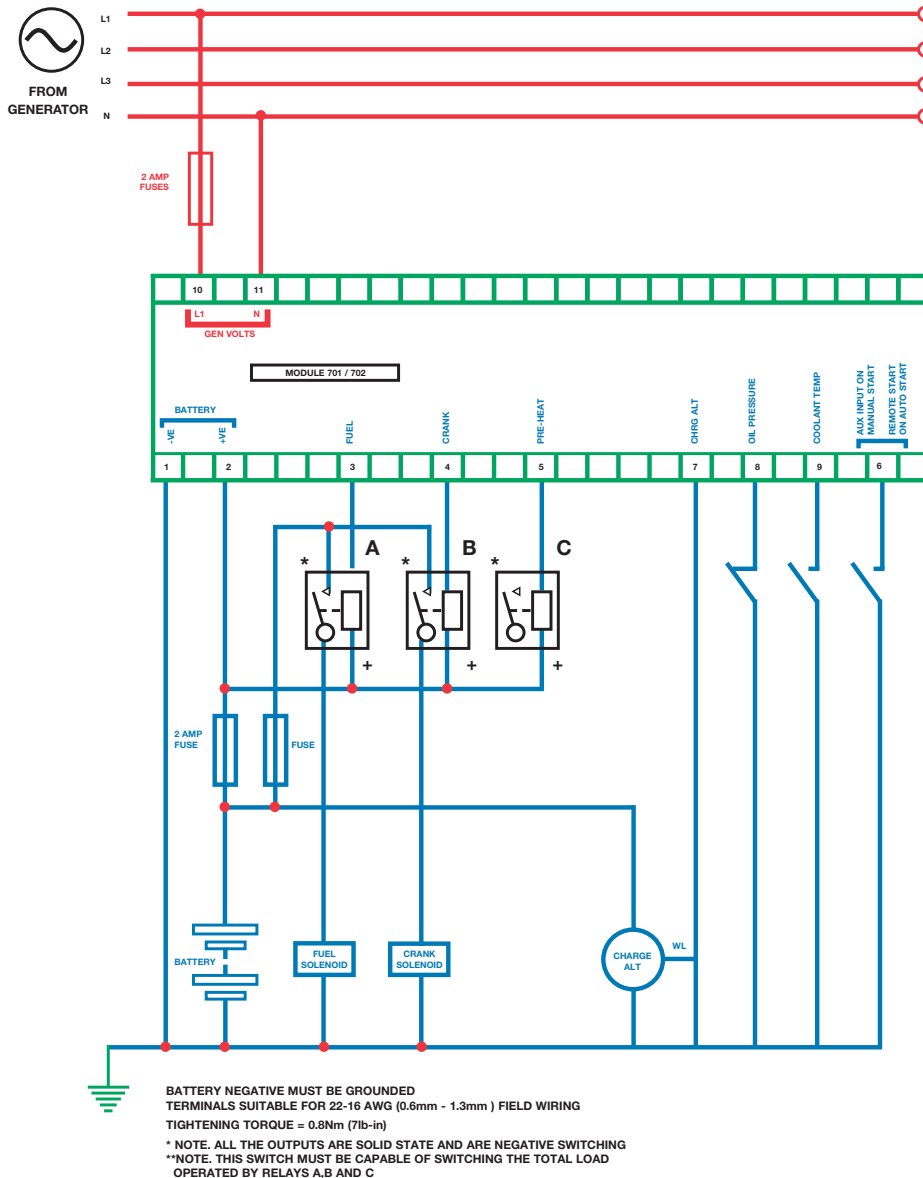 L1
L2
L3
N
FROM
GENERATOR
2 AMP
FUSES
10
11
L1
N
GEN VOLTS
MODULE 701 / 702
BATTERY
-VE
+VE
FUEL
CRANK
PRE-HEAT
CHRG ALT
OIL PRESSURE
COOLANT TEMP
AUX INPUT ON
MANUAL START
REMOTE START
ON AUTO START
1
2
3
4
5
7
8
9
6
A
B
C
*
*
*
+
+
+
2 AMP
FUSE
FUSE
BATTERY
FUEL
SOLENOID
CRANK
SOLENOID
CHARGE
ALT
WL
BATTERY NEGATIVE MUST BE GROUNDED
TERMINALS SUITABLE FOR 22-16 AWG (0.6mm - 1.3mm ) FIELD WIRING
TIGHTENING TORQUE = 0.8Nm (7lb-in)
* NOTE. ALL THE OUTPUTS ARE SOLID STATE AND ARE NEGATIVE SWITCHING
**NOTE. THIS SWITCH MUST BE CAPABLE OF SWITCHING THE TOTAL LOAD
OPERATED BY RELAYS A,B AND C